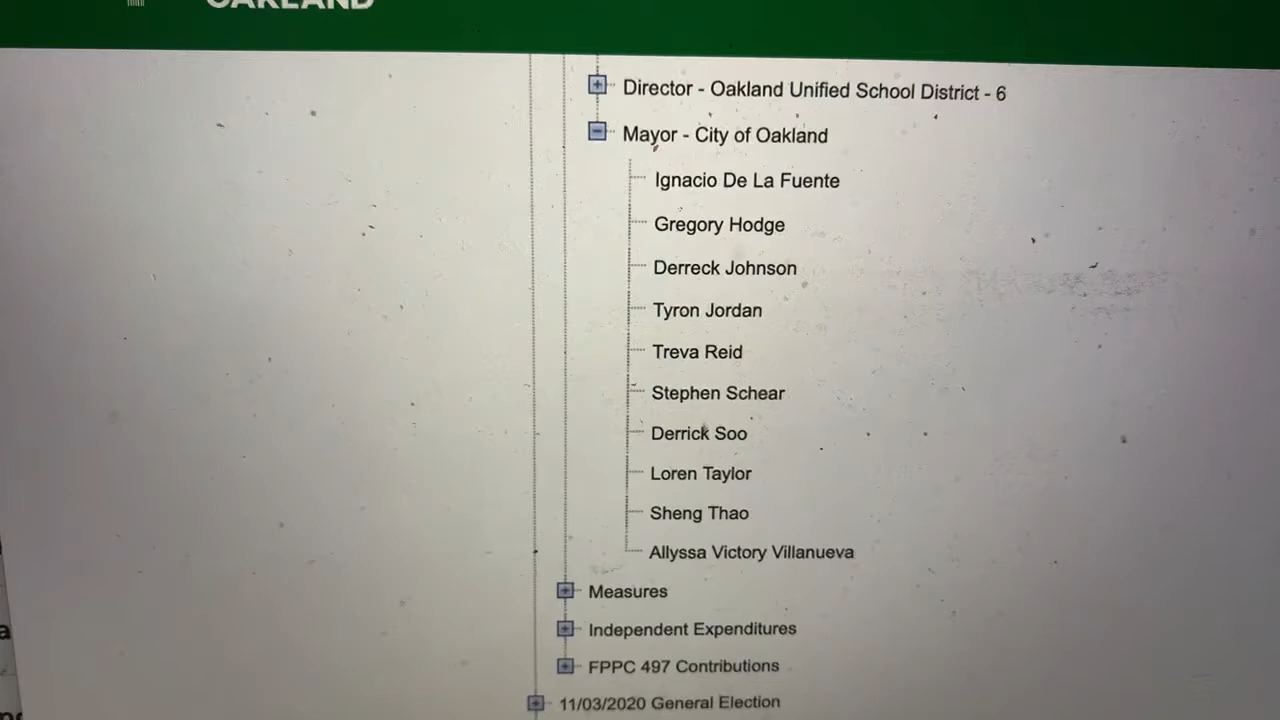 OAKLAND
Director - Oakland Unified School District - 6
Mayor - City of Oakland
Ignacio De La Fuente
Gregory Hodge
Derreck Johnson
Tyron Jordan
Treva Reid
Stephen Schear
Derrick Soo
Loren Taylor
Sheng Thao
Allyssa Victory Villanueva
Measures
Independent Expenditures
FPPC 497 Contributions
11/03/2020 General Election